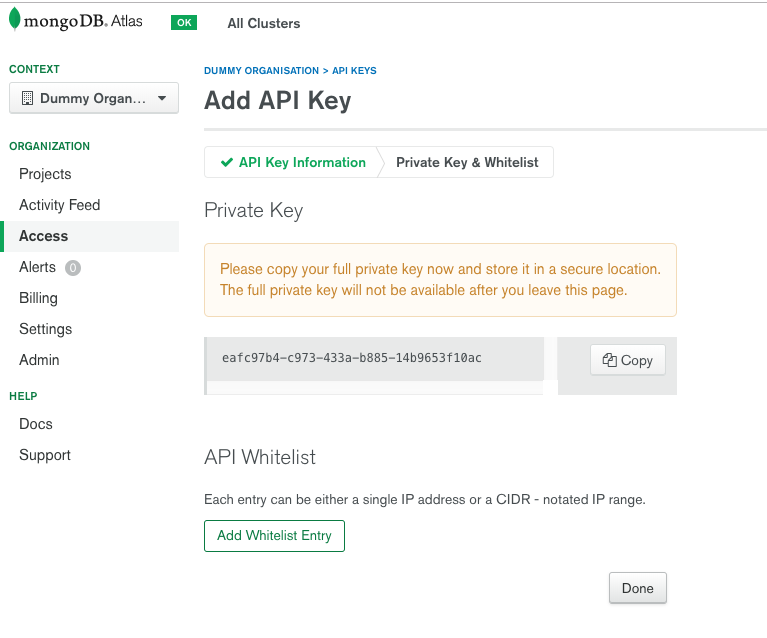 mongoDB. Atlas OK All Clusters
CONTEXT
Dummy Organ...
ORGANIZATION
Projects
Activity Feed
Access
Alerts 0
Billing
Settings
Admin
HELP
Docs
Support
DUMMY ORGANISATION > API KEYS
Add API Key
API Key Information Private Key & Whitelist
Private Key
Please copy your full private key now and store it in a secure location.
The full private key will not be available after you leave this page.
eafc97b4-c973-433a-b885-14b9653f10ac Copy
API Whitelist
Each entry can be either a single IP address or a CIDR - notated IP range.
Add Whitelist Entry
Done